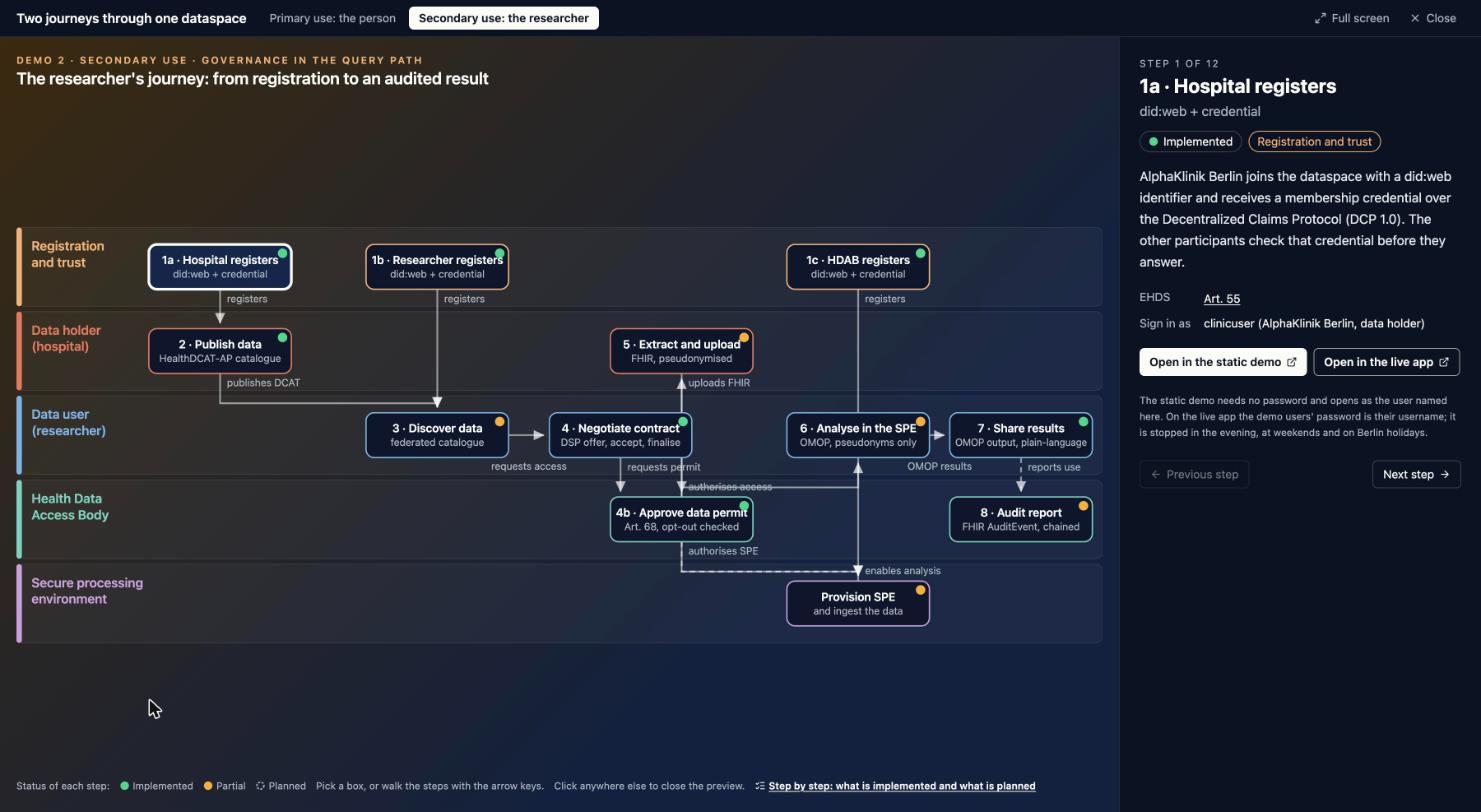 Two journeys through one dataspace
Primary use: the person
Secondary use: the researcher
Full screen
Close
DEMO 2 · SECONDARY USE · GOVERNANCE IN THE QUERY PATH
The researcher's journey: from registration to an audited result
Registration
and trust
1a · Hospital registers
did:web + credential
1b · Researcher registers
did:web + credential
1c · HDAB registers
did:web + credential
registers
registers
registers
Data holder
(hospital)
2 · Publish data
HealthDCAT-AP catalogue
5 · Extract and upload
FHIR, pseudonymised
publishes DCAT
uploads FHIR
Data user
(researcher)
3 · Discover data
federated catalogue
4 · Negotiate contract
DSP offer, accept, finalise
6 · Analyse in the SPE
OMOP, pseudonyms only
7 · Share results
OMOP output, plain-language
requests access
requests permit
OMOP results
reports use
authorises access
Health Data
Access Body
4b · Approve data permit
Art. 68, opt-out checked
8 · Audit report
FHIR AuditEvent, chained
authorises SPE
enables analysis
Secure processing
environment
Provision SPE
and ingest the data
Status of each step:
Implemented
Partial
Planned
Pick a box, or walk the steps with the arrow keys.
Click anywhere else to close the preview.
Step by step: what is implemented and what is planned
STEP 1 OF 12
1a · Hospital registers
did:web + credential
Implemented
Registration and trust
AlphaKlinik Berlin joins the dataspace with a did:web
identifier and receives a membership credential over
the Decentralized Claims Protocol (DCP 1.0). The
other participants check that credential before they
answer.
EHDS
Art. 55
Sign in as
clinicuser (AlphaKlinik Berlin, data holder)
Open in the static demo
Open in the live app
The static demo needs no password and opens as the user named
here. On the live app the demo users' password is their username; it
is stopped in the evening, at weekends and on Berlin holidays.
← Previous step
Next step →